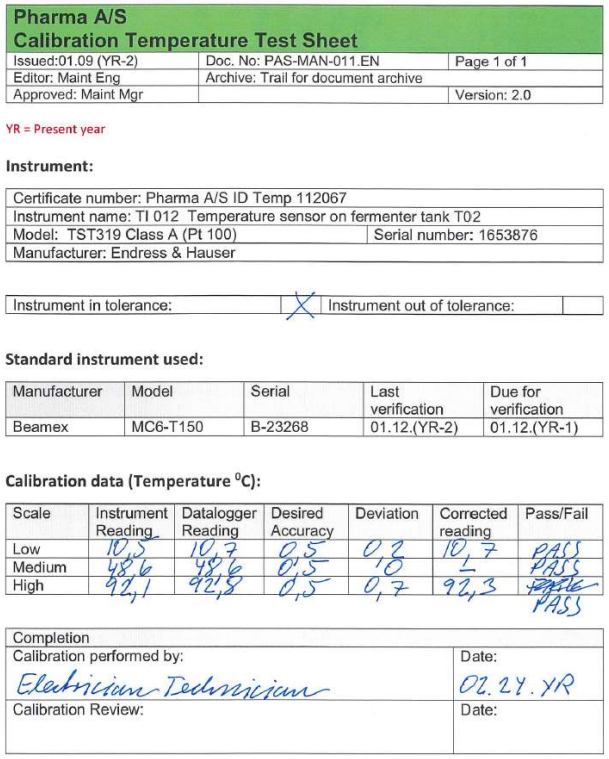 Pharma A/S
Calibration Temperature Test Sheet
Issued:01.09 (YR-2) Doc. No: PAS-MAN-011.EN Page 1 of 1
Editor: Maint Eng Archive: Trail for document archive
Approved: Maint Mgr Version: 2.0
YR = Present year
Instrument:
Certificate number: Pharma A/S ID Temp 112067
Instrument name: TI 012 Temperature sensor on fermenter tank T02
Model: TST319 Class A (Pt 100) Serial number: 1653876
Manufacturer: Endress & Hauser
Instrument in tolerance: X Instrument out of tolerance:
Standard instrument used:
Manufacturer Model Serial Last Due for
verification verification
Beamex MC6-T150 B-23268 01.12.(YR-2) 01.12.(YR-1)
Calibration data (Temperature ⁰C):
Scale Instrument Datalogger Desired Deviation Corrected Pass/Fail
Reading Reading Accuracy reading
Low 10,5 10,7 0,5 0,2 10,7 PASS
Medium 48,6 48,6 0,5 0 - PASS
High 92,1 92,8 0,5 0,7 92,3
PASS
Completion
Calibration performed by: Date:
Electrician Technician 02.24.YR
Calibration Review: Date: